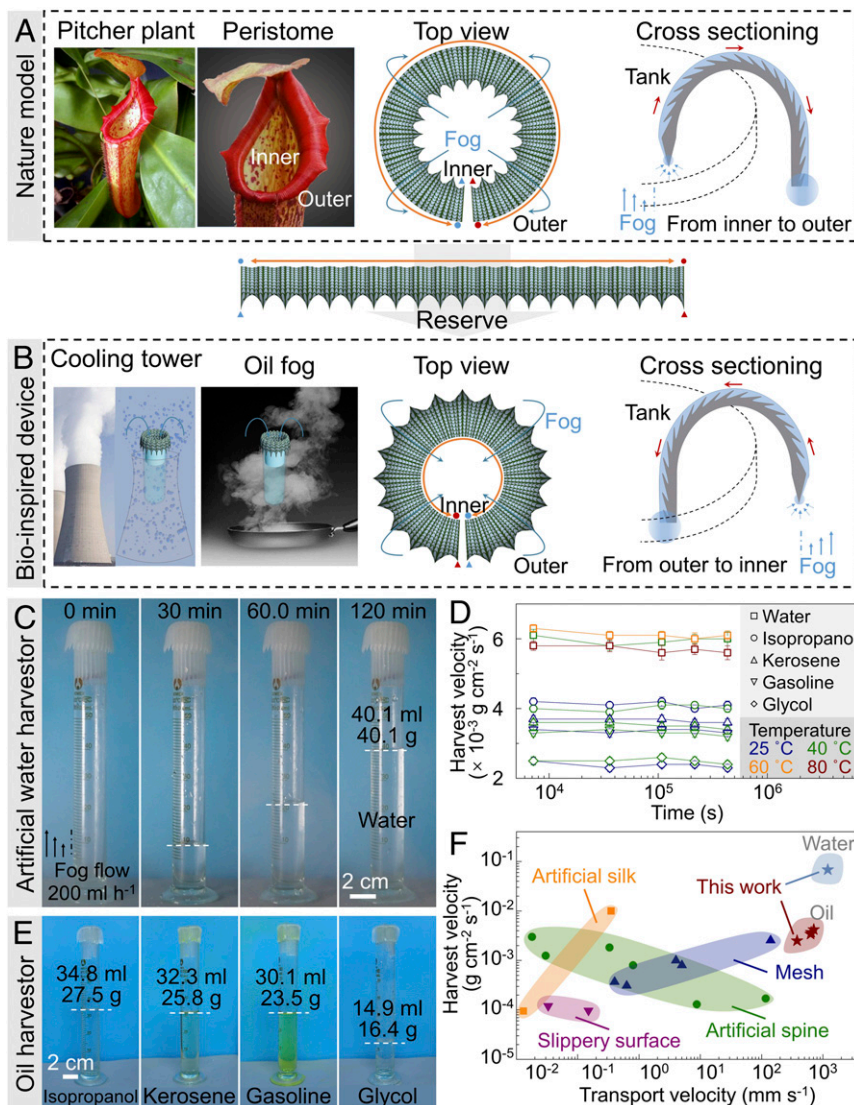 A
Nature model
Pitcher plant
Peristome
Inner
Outer
Top view
Fog
Inner
Outer
Cross sectioning
Tank
Fog
From inner to outer
Reserve
B
Bio-inspired device
Cooling tower
Oil fog
Top view
Fog
Inner
Outer
Cross sectioning
Tank
From outer to inner
Fog
C
Artificial water harvestor
0 min
30 min
60.0 min
120 min
40.1 ml
40.1 g
Water
Fog flow
200 ml h⁻¹
2 cm
D
Harvest velocity
(× 10⁻³ g cm⁻² s⁻¹)
6
4
2
10⁴
10⁵
10⁶
Time (s)
Water
Isopropanol
Kerosene
Gasoline
Glycol
Temperature
25 °C 40 °C
60 °C 80 °C
E
Oil harvestor
34.8 ml
27.5 g
32.3 ml
25.8 g
30.1 ml
23.5 g
14.9 ml
16.4 g
2 cm
Isopropanol
Kerosene
Gasoline
Glycol
F
Harvest velocity
(g cm⁻² s⁻¹)
10⁻¹
10⁻²
10⁻³
10⁻⁴
10⁻⁵
Water
Artificial silk
This work
Oil
Mesh
Slippery surface
Artificial spine
10⁻²
10⁻¹
10⁰
10¹
10²
10³
Transport velocity (mm s⁻¹)